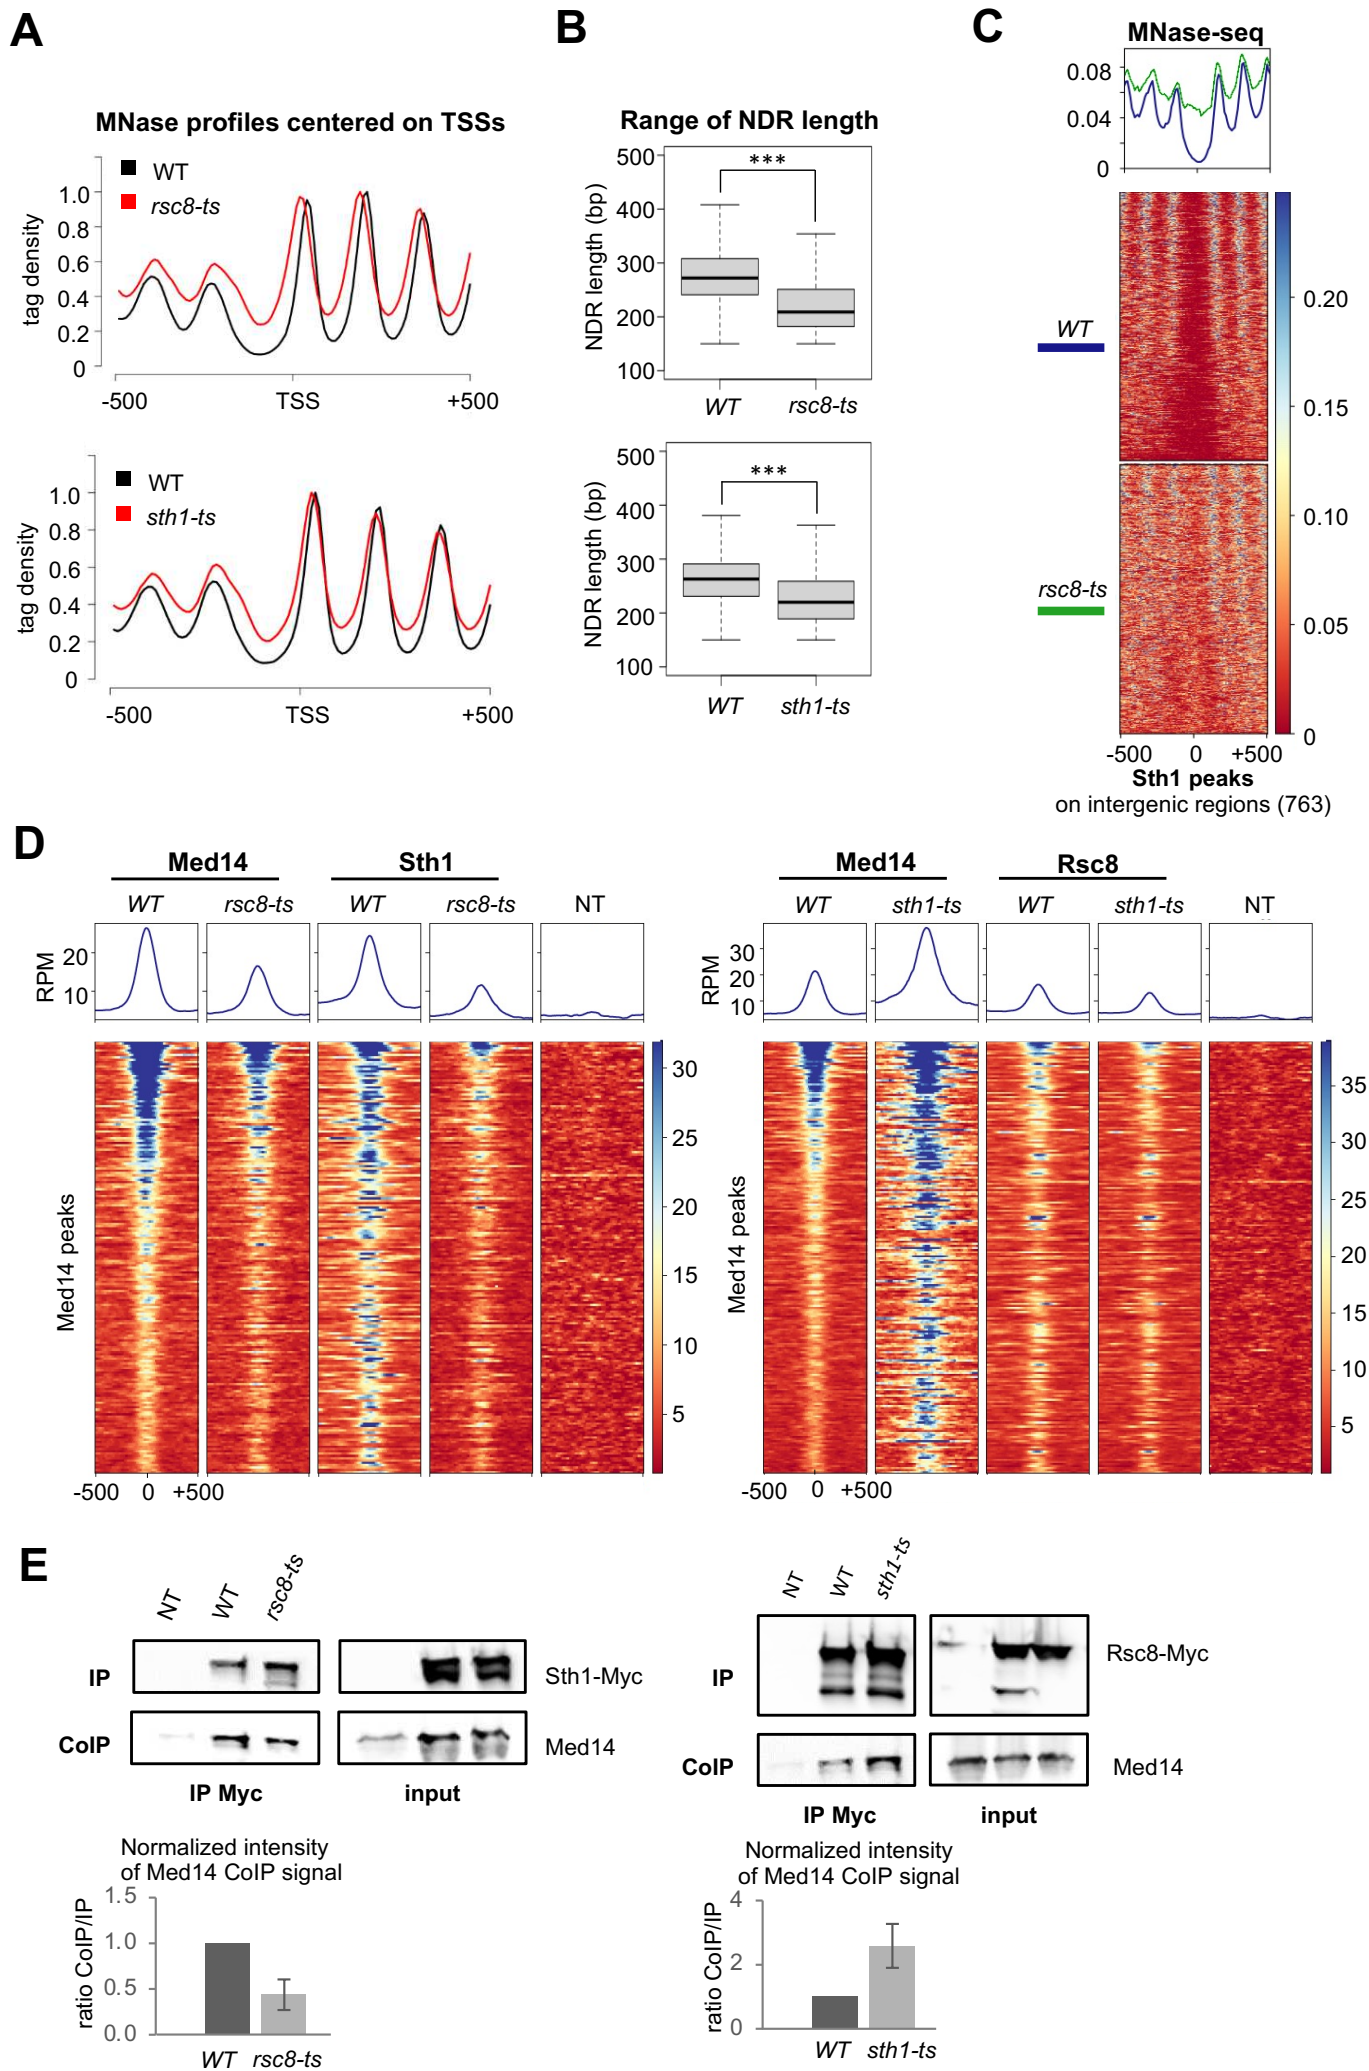 A
MNase profiles centered on TSSs
WT
rsc8-ts
tag density
1.0
0.8
0.6
0.4
0.2
0
-500
TSS
+500
WT
sth1-ts
tag density
1.0
0.8
0.6
0.4
0.2
0
-500
TSS
+500
B
Range of NDR length
NDR length (bp)
500
400
300
200
100
***
WT
rsc8-ts
NDR length (bp)
500
400
300
200
100
***
WT
sth1-ts
C
MNase-seq
0.08
0.04
0
WT
rsc8-ts
0.20
0.15
0.10
0.05
0
-500
0
+500
Sth1 peaks
on intergenic regions (763)
D
Med14
Sth1
WT
rsc8-ts
WT
rsc8-ts
NT
RPM
20
10
Med14 peaks
30
25
20
15
10
5
-500
0
+500
Med14
Rsc8
WT
sth1-ts
WT
sth1-ts
NT
RPM
30
20
10
Med14 peaks
35
30
25
20
15
10
5
-500
0
+500
E
NT
WT
rsc8-ts
IP
Sth1-Myc
CoIP
Med14
IP Myc
input
Normalized intensity
of Med14 CoIP signal
ratio CoIP/IP
1.5
1.0
0.5
0.0
WT
rsc8-ts
NT
WT
sth1-ts
IP
Rsc8-Myc
CoIP
Med14
IP Myc
input
Normalized intensity
of Med14 CoIP signal
ratio CoIP/IP
4
2
0
WT
sth1-ts